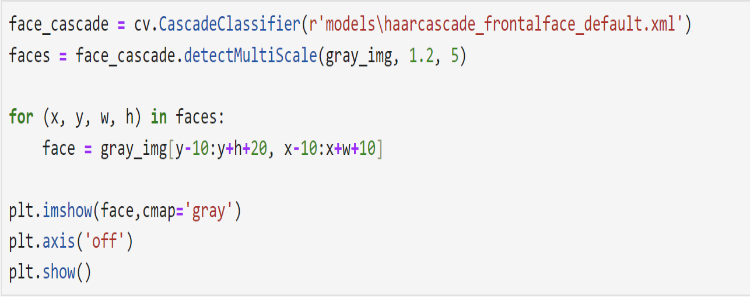 face_cascade = cv.CascadeClassifier(r'models\haarcascade_frontalface_default.xml')
faces = face_cascade.detectMultiScale(gray_img, 1.2, 5)
for (x, y, w, h) in faces:
    face = gray_img[y-10:y+h+20, x-10:x+w+10]
plt.imshow(face,cmap='gray')
plt.axis('off')
plt.show()